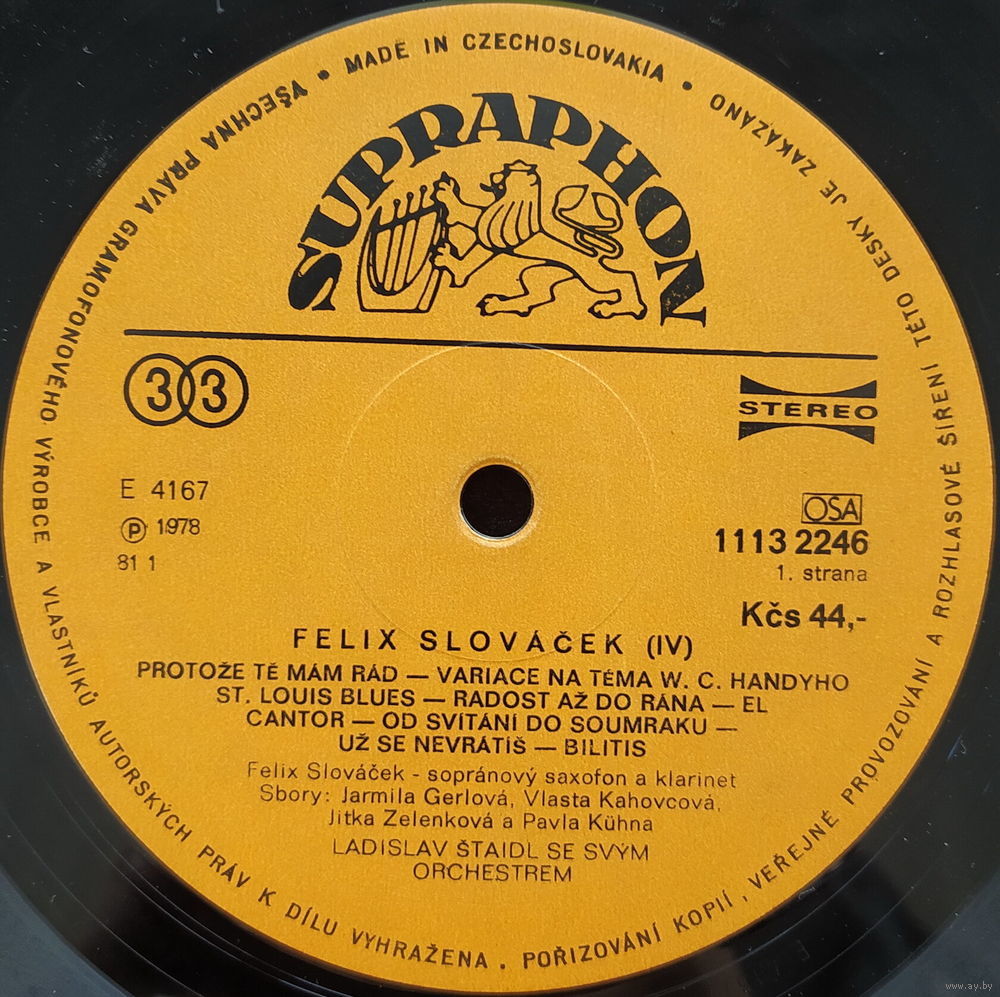 VŠECHNA PRÁVA GRAMOFONOVÉHO VÝROBCE A VLASTNÍKŮ AUTORSKÝCH PRÁV K DÍLU VYHRAŽENA. POŘIZOVÁNÍ KOPIÍ, VEŘEJNÉ PROVOZOVÁNÍ A ROZHLASOVÉ ŠÍŘENÍ TÉTO DESKY JE ZAKÁZÁNO • MADE IN CZECHOSLOVAKIA •
SUPRAPHON
33
STEREO
E 4167
Ⓟ 1978
81 1
OSA
1113 2246
1. strana
Kčs 44,-
FELIX SLOVÁČEK (IV)
PROTOŽE TĚ MÁM RÁD — VARIACE NA TÉMA W. C. HANDYHO
ST. LOUIS BLUES — RADOST AŽ DO RÁNA — EL
CANTOR — OD SVÍTÁNÍ DO SOUMRAKU —
UŽ SE NEVRÁTÍŠ — BILITIS
Felix Slováček - sopránový saxofon a klarinet
Sbory: Jarmila Gerlová, Vlasta Kahovcová,
Jitka Zelenková a Pavla Kühna
LADISLAV ŠTAIDL SE SVÝM
ORCHESTREM
www.ay.by